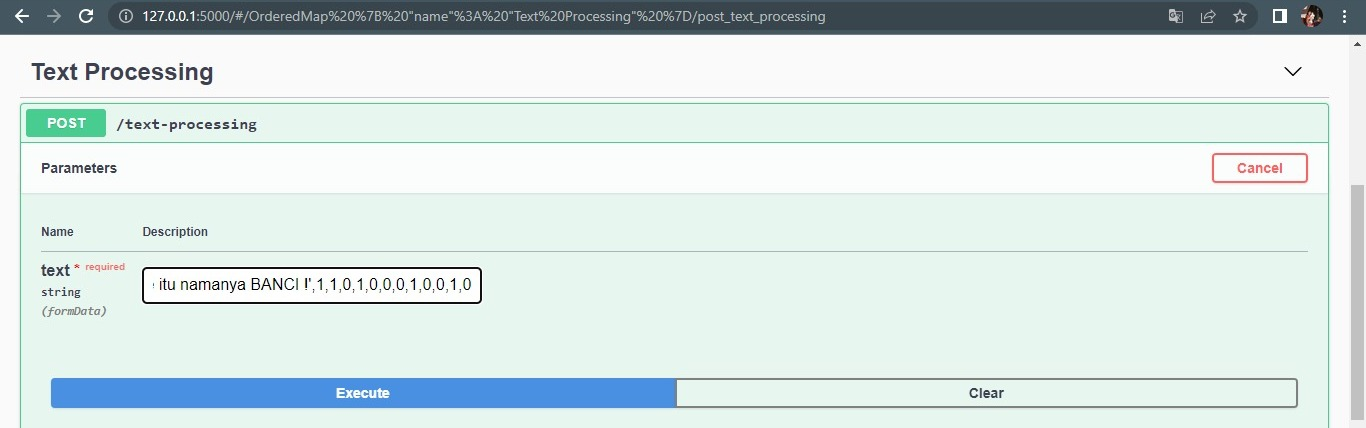 127.0.0.1:5000/#/OrderedMap%20%7B%20"name"%3A%20"Text%20Processing"%20%7D/post_text_processing
Text Processing
POST /text-processing
Parameters
Cancel
Name Description
text * required
string
(formData)
itu namanya BANCI !',1,1,0,1,0,0,0,1,0,0,1,0
Execute
Clear